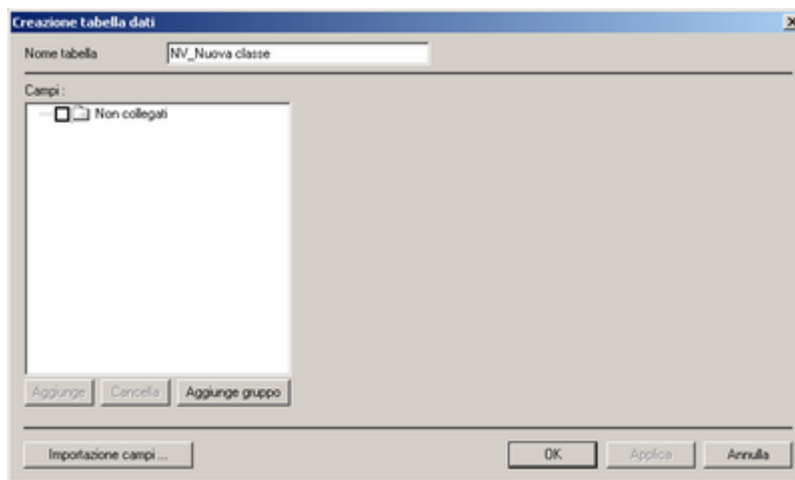 Creazione tabella dati
Nome tabella NV_Nuova classe
Campi :
Non collegati
Aggiunge Cancella Aggiunge gruppo
Importazione campi ... OK Applica Annulla